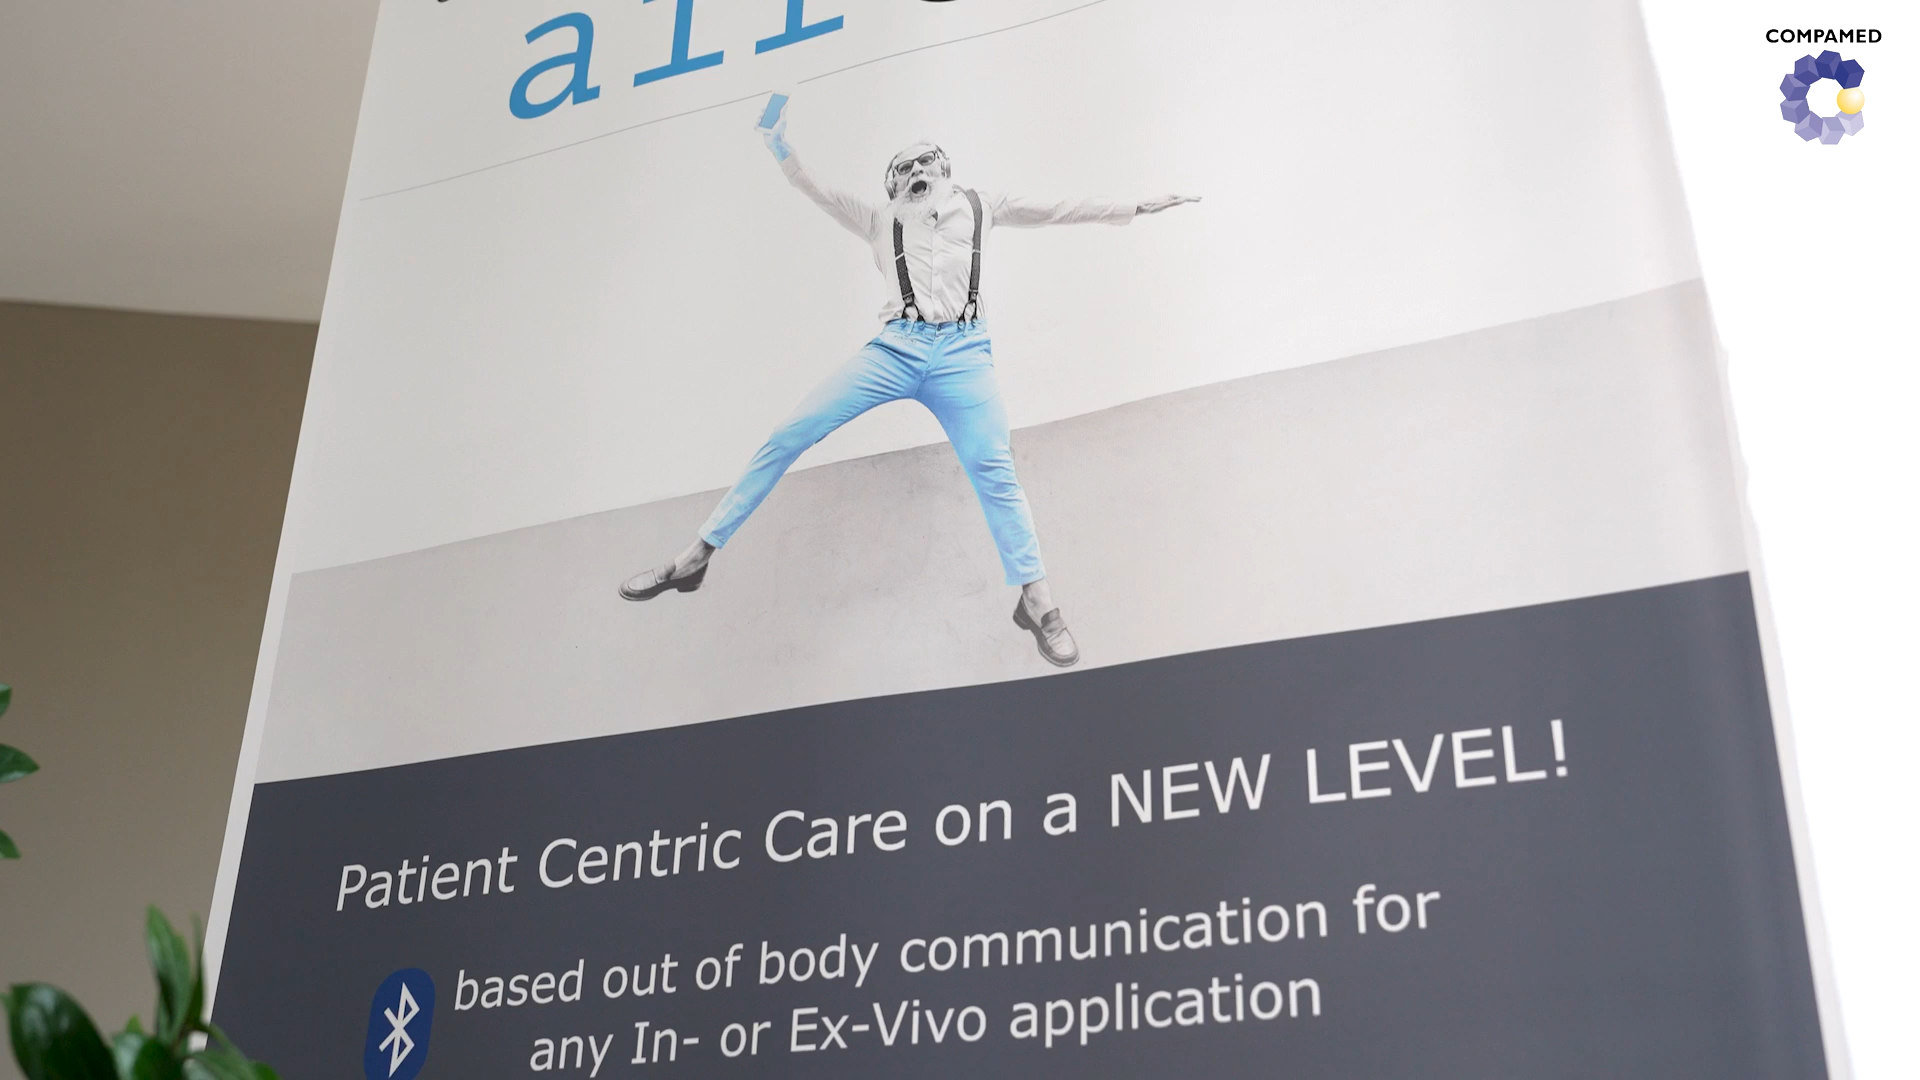 COMPAMED
Patient Centric Care on a NEW LEVEL!
based out of body communication for
any In- or Ex-Vivo application